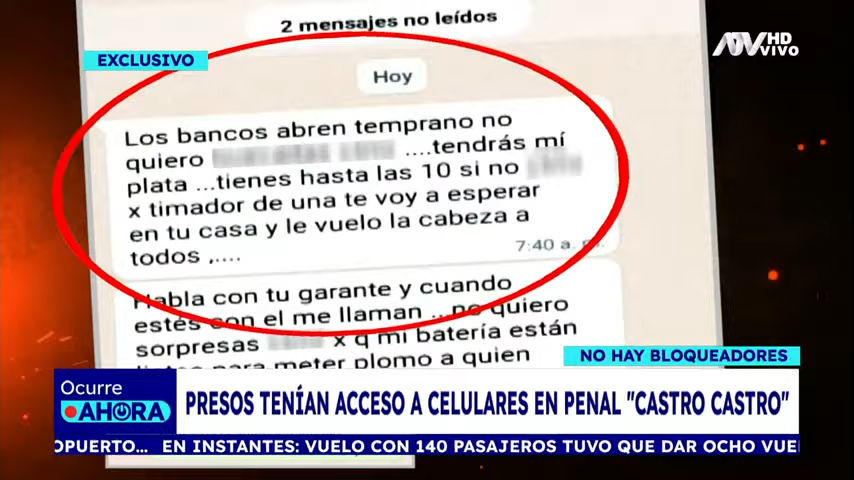 2 mensajes no leídos
EXCLUSIVO
ATV HD
VIVO
Hoy
Los bancos abren temprano no
quiero ....tendrás mí
plata ...tienes hasta las 10 si no
x timador de una te voy a esperar
en tu casa y le vuelo la cabeza a
todos ,....
7:40 a.
Habla con tu garante y cuando
estés con el me llaman ...no quiero
sorpresas x q mi batería están
para meter plomo a quien
NO HAY BLOQUEADORES
Ocurre
AHORA
PRESOS TENÍAN ACCESO A CELULARES EN PENAL "CASTRO CASTRO"
OPUERTO... EN INSTANTES: VUELO CON 140 PASAJEROS TUVO QUE DAR OCHO VUE